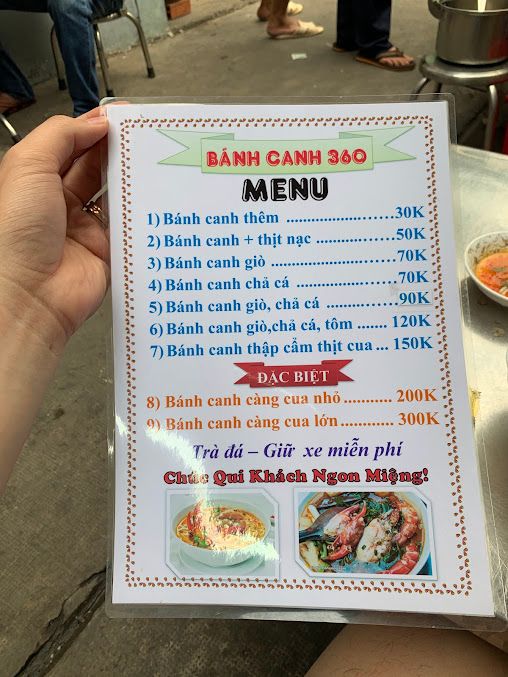 BÁNH CANH 360
MENU
1) Bánh canh thêm ........................30K
2) Bánh canh + thịt nạc ..................50K
3) Bánh canh giò ..........................70K
4) Bánh canh chả cá ......................70K
5) Bánh canh giò, chả cá ................90K
6) Bánh canh giò,chả cá, tôm ....... 120K
7) Bánh canh thập cẩm thịt cua ... 150K
ĐẶC BIỆT
8) Bánh canh càng cua nhỏ............ 200K
9) Bánh canh càng cua lớn............ 300K
Trà đá – Giữ xe miễn phí
Chúc Quí Khách Ngon Miệng!